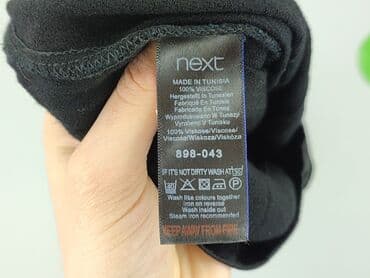 next
MADE IN TUNISIA
100% VISCOSE
Hergestellt In Tunesien
Fabriqué En Tunisie
Fabricado En Túnez
Wyprodukowano W Tunezji
Vyrobeno V Tunisku
100% Viskose/Viscose/
Viscosa/Wiskoza/Viskóza
898-043
IF IT'S NOT DIRTY WASH AT 30
Wash like colours together
Iron on reverse
Wash inside out
Steam iron recommended
KEEP AWAY FROM FIRE